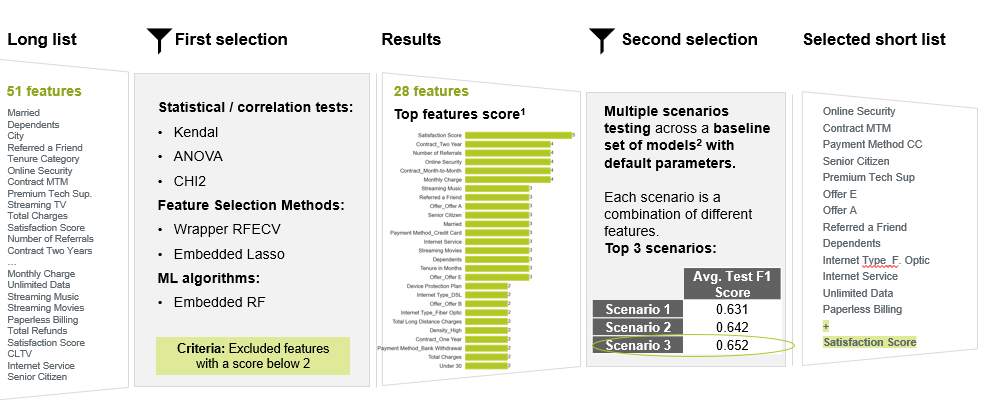 Long list
First selection
Results
Second selection
Selected short list
51 features
Married
Dependents
City
Referred a Friend
Tenure Category
Online Security
Contract MTM
Premium Tech Sup.
Streaming TV
Total Charges
Satisfaction Score
Number of Referrals
Contract Two Years
...
Monthly Charge
Unlimited Data
Streaming Music
Streaming Movies
Paperless Billing
Total Refunds
Satisfaction Score
CLTV
Internet Service
Senior Citizen
Statistical / correlation tests:
• Kendal
• ANOVA
• CHI2
Feature Selection Methods:
• Wrapper RFECV
• Embedded Lasso
ML algorithms:
• Embedded RF
Criteria: Excluded features
with a score below 2
28 features
Top features score1
Satisfaction Score 5
Contract_Two Year 4
Number of Referrals 4
Online Security 4
Contract_Month-to-Month 4
Monthly Charge 4
Streaming Music 3
Referred a Friend 3
Offer_Offer A 3
Senior Citizen 3
Married 3
Payment Method_Credit Card 3
Internet Service 3
Streaming Movies 3
Dependents 3
Tenure in Months 3
Offer_Offer E 3
Device Protection Plan 2
Internet Type_DSL 2
Offer_Offer B 2
Internet Type_Fiber Optic 2
Total Long Distance Charges 2
Density_High 2
Contract_One Year 2
Payment Method_Bank Withdrawal 2
Total Charges 2
Under 30 2
Multiple scenarios
testing across a baseline
set of models2 with
default parameters.
Each scenario is a
combination of different
features.
Top 3 scenarios:
Avg. Test F1
Score
Scenario 1 0.631
Scenario 2 0.642
Scenario 3 0.652
Online Security
Contract MTM
Payment Method CC
Senior Citizen
Premium Tech Sup
Offer E
Offer A
Referred a Friend
Dependents
Internet Type_F. Optic
Internet Service
Unlimited Data
Paperless Billing
+
Satisfaction Score